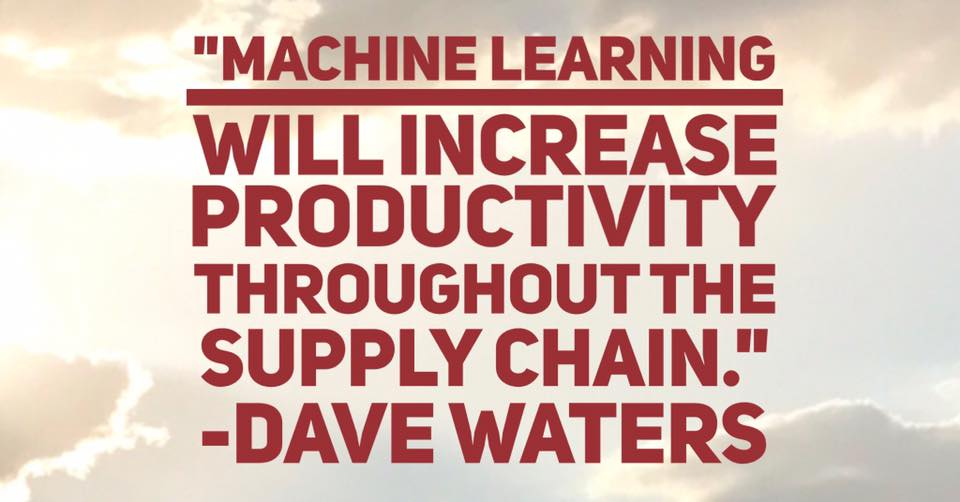 "MACHINE LEARNING
WILL INCREASE
PRODUCTIVITY
THROUGHOUT THE
SUPPLY CHAIN."
-DAVE WATERS